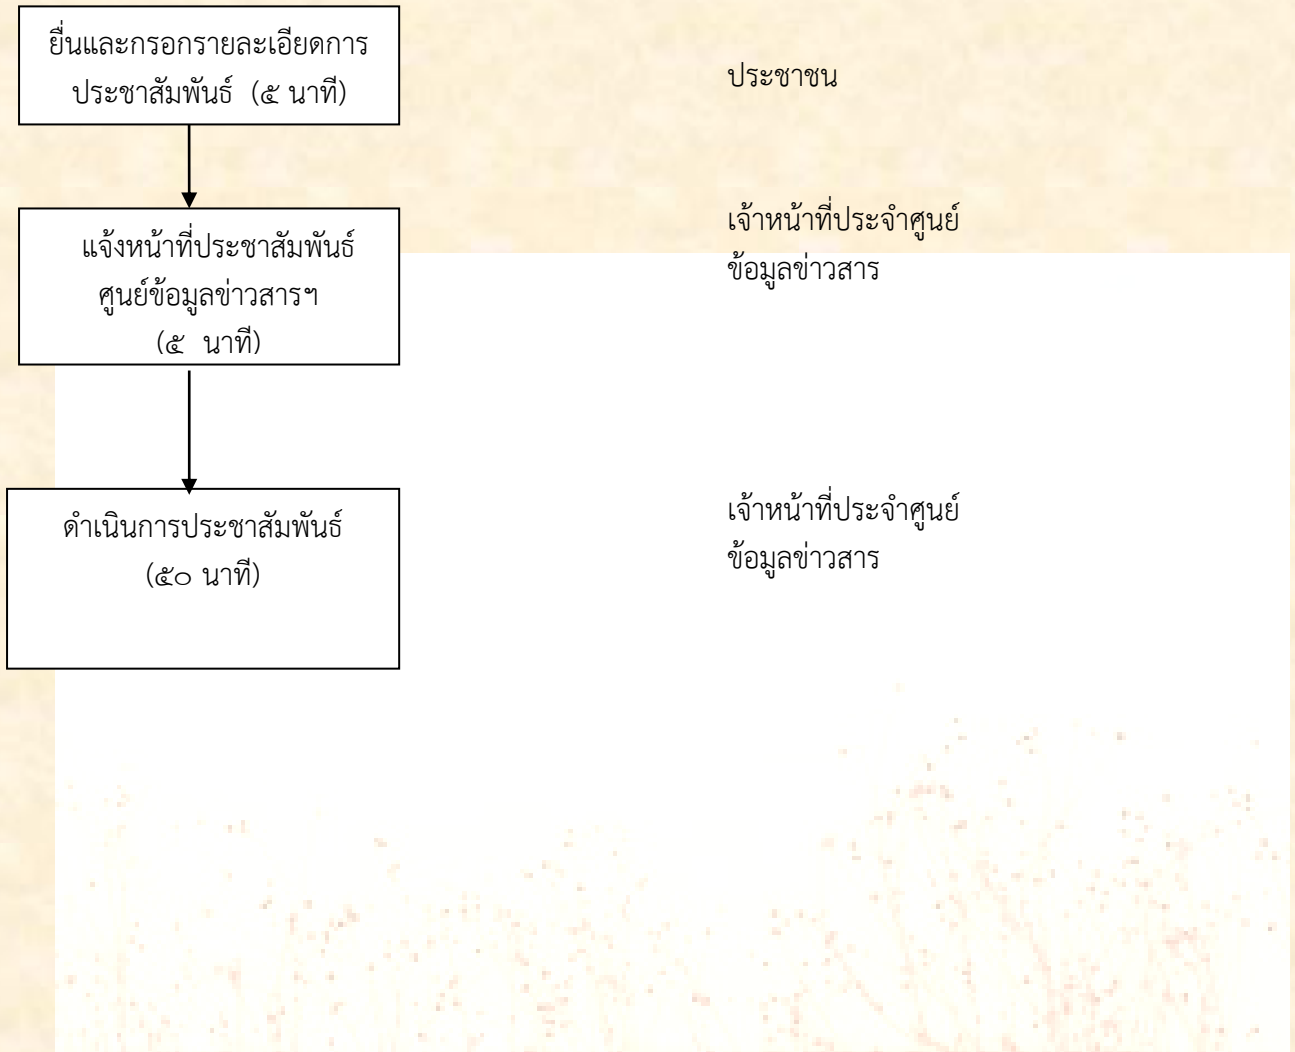 ยื่นและกรอกรายละเอียดการ
ประชาสัมพันธ์ (๕ นาที)
ประชาชน
แจ้งหน้าที่ประชาสัมพันธ์
ศูนย์ข้อมูลข่าวสารฯ
(๕ นาที)
เจ้าหน้าที่ประจำศูนย์
ข้อมูลข่าวสาร
ดำเนินการประชาสัมพันธ์
(๕๐ นาที)
เจ้าหน้าที่ประจำศูนย์
ข้อมูลข่าวสาร